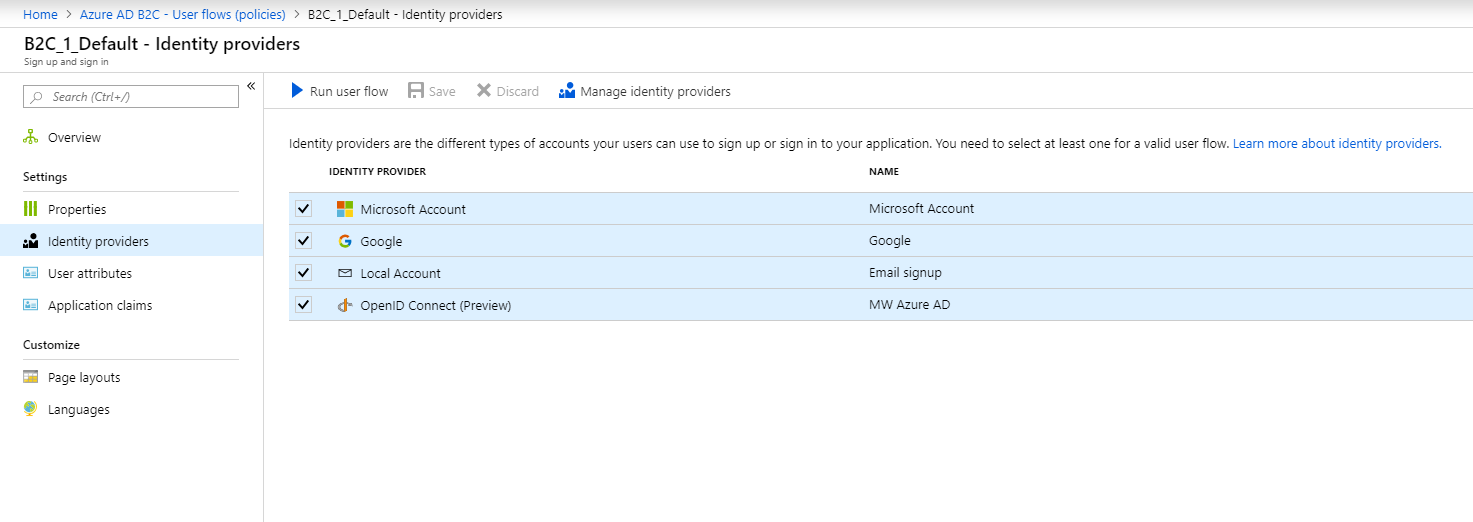 Home > Azure AD B2C - User flows (policies) > B2C_1_Default - Identity providers
B2C_1_Default - Identity providers
Sign up and sign in
«
Search (Ctrl+/)
Overview
Settings
Properties
Identity providers
User attributes
Application claims
Customize
Page layouts
Languages
Run user flow Save Discard Manage identity providers
Identity providers are the different types of accounts your users can use to sign up or sign in to your application. You need to select at least one for a valid user flow. Learn more about identity providers.
IDENTITY PROVIDER NAME
Microsoft Account Microsoft Account
Google Google
Local Account Email signup
OpenID Connect (Preview) MW Azure AD